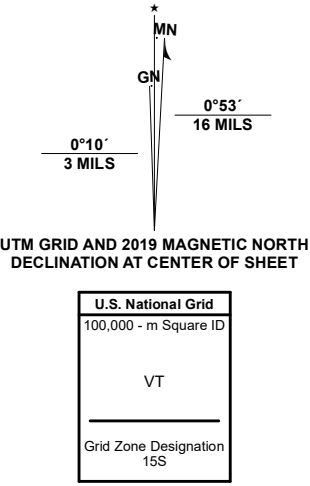 ★
MN
GN
0°53´
16 MILS
0°10´
3 MILS
UTM GRID AND 2019 MAGNETIC NORTH
DECLINATION AT CENTER OF SHEET
U.S. National Grid
100,000 - m Square ID
VT
Grid Zone Designation
15S